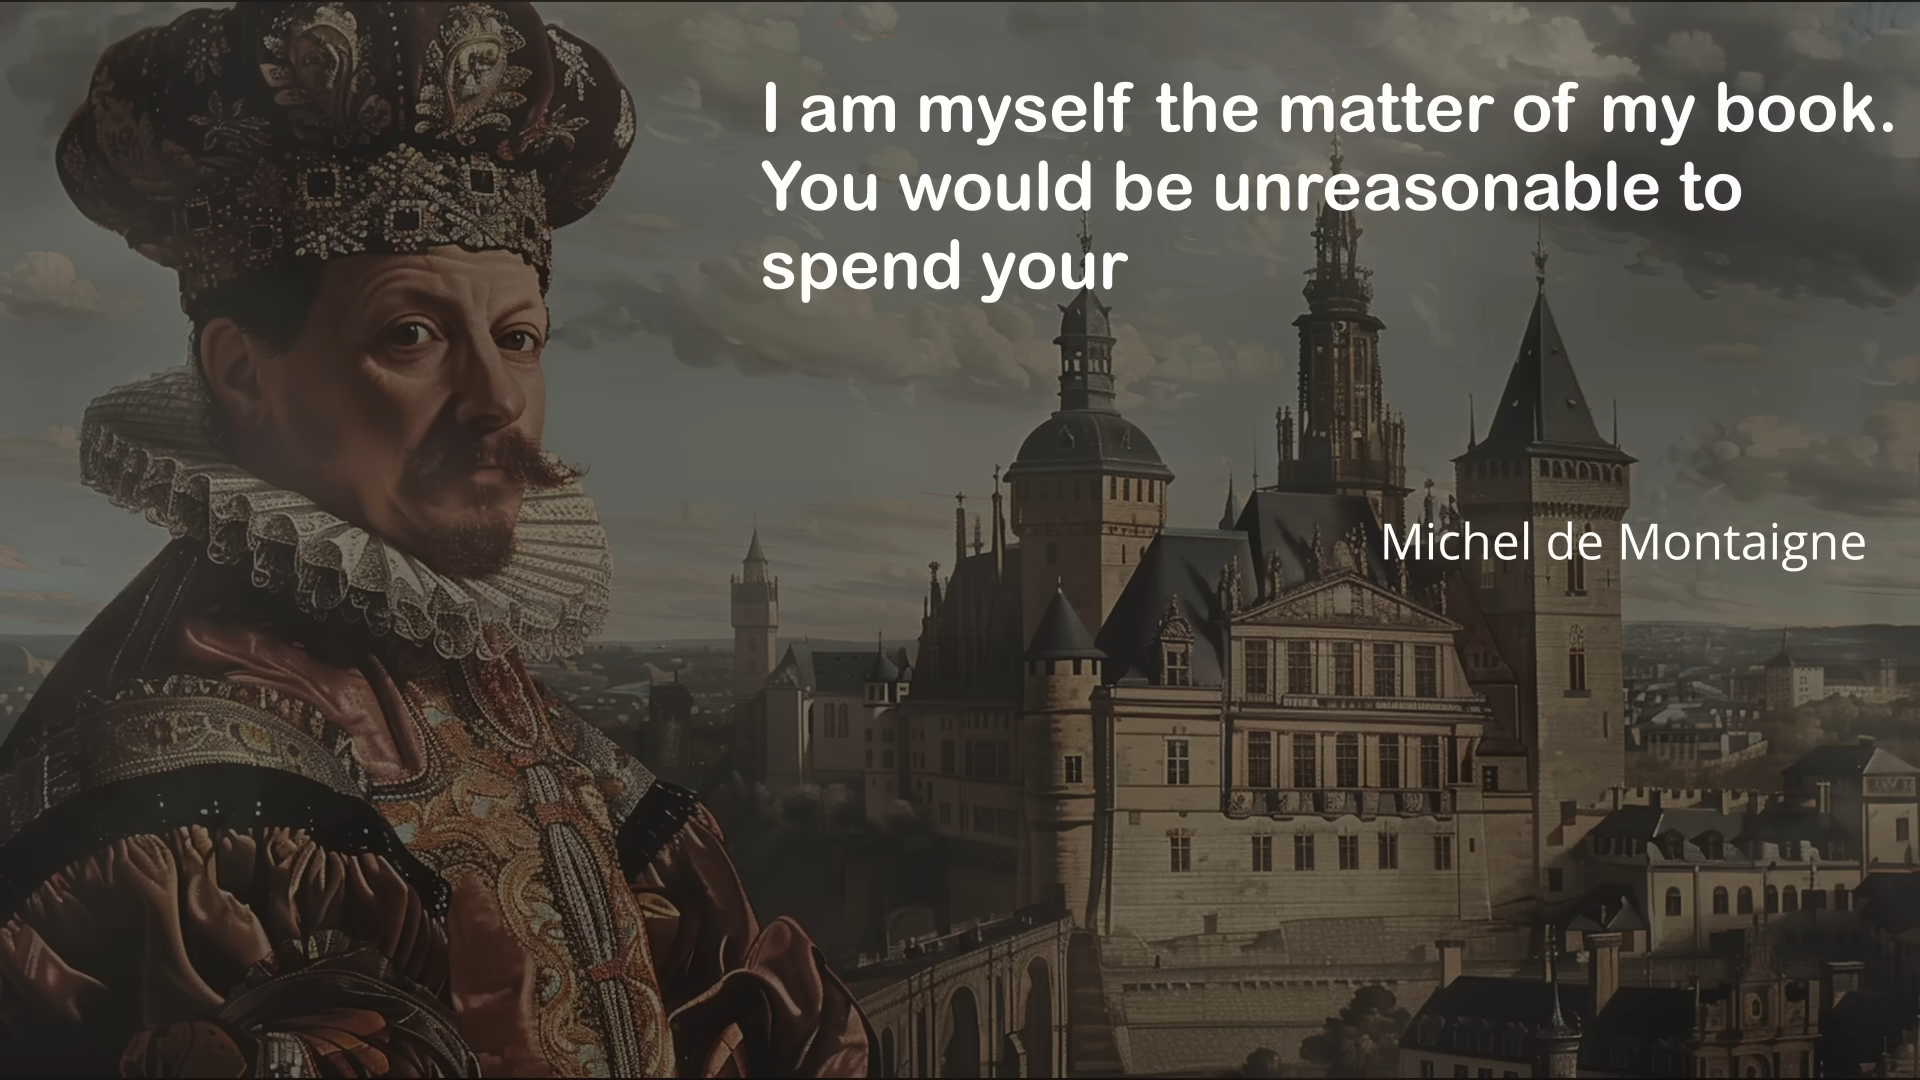 I am myself the matter of my book.
You would be unreasonable to
spend your
Michel de Montaigne